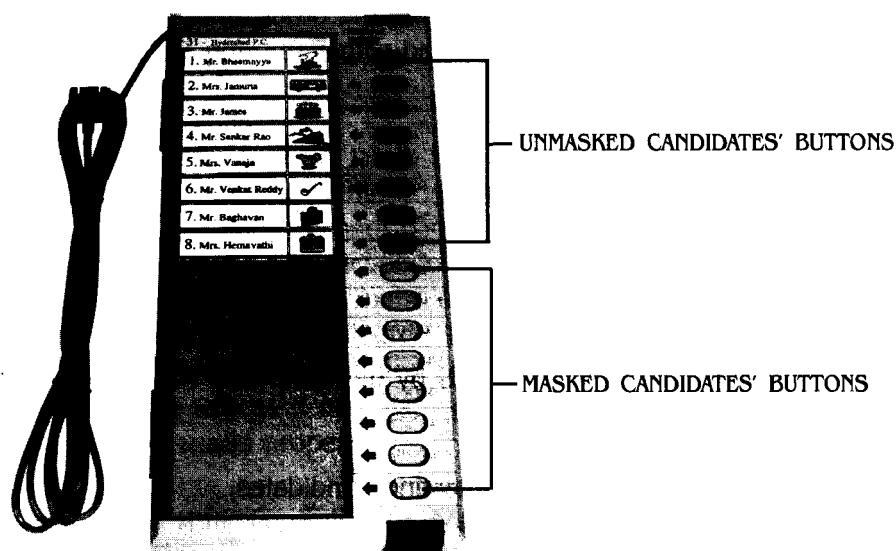 31 - Hyderabad P.C.
1. Mr. Bheemayya
2. Mrs. Jamuna
3. Mr. James
4. Mr. Sankar Rao
5. Mrs. Vanaja
6. Mr. Venkat Reddy
7. Mr. Baghavan
8. Mrs. Hemavathi
UNMASKED CANDIDATES' BUTTONS
MASKED CANDIDATES' BUTTONS